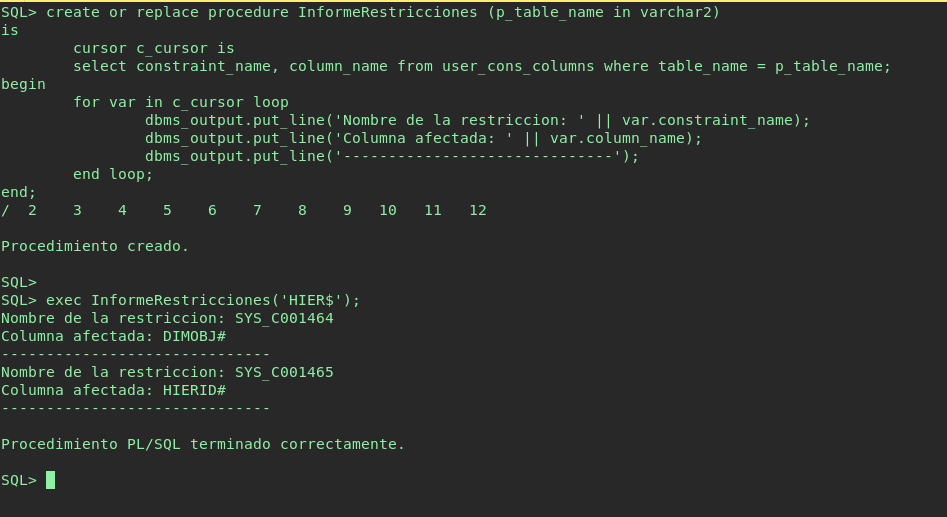 SQL> create or replace procedure InformeRestricciones (p_table_name in varchar2)
is
        cursor c_cursor is
        select constraint_name, column_name from user_cons_columns where table_name = p_table_name;
begin
        for var in c_cursor loop
                dbms_output.put_line('Nombre de la restriccion: ' || var.constraint_name);
                dbms_output.put_line('Columna afectada: ' || var.column_name);
                dbms_output.put_line('------------------------------');
        end loop;
end;
/  2    3    4    5    6    7    8    9   10   11   12
Procedimiento creado.
SQL>
SQL> exec InformeRestricciones('HIER$');
Nombre de la restriccion: SYS_C001464
Columna afectada: DIMOBJ#
------------------------------
Nombre de la restriccion: SYS_C001465
Columna afectada: HIERID#
------------------------------
Procedimiento PL/SQL terminado correctamente.
SQL>